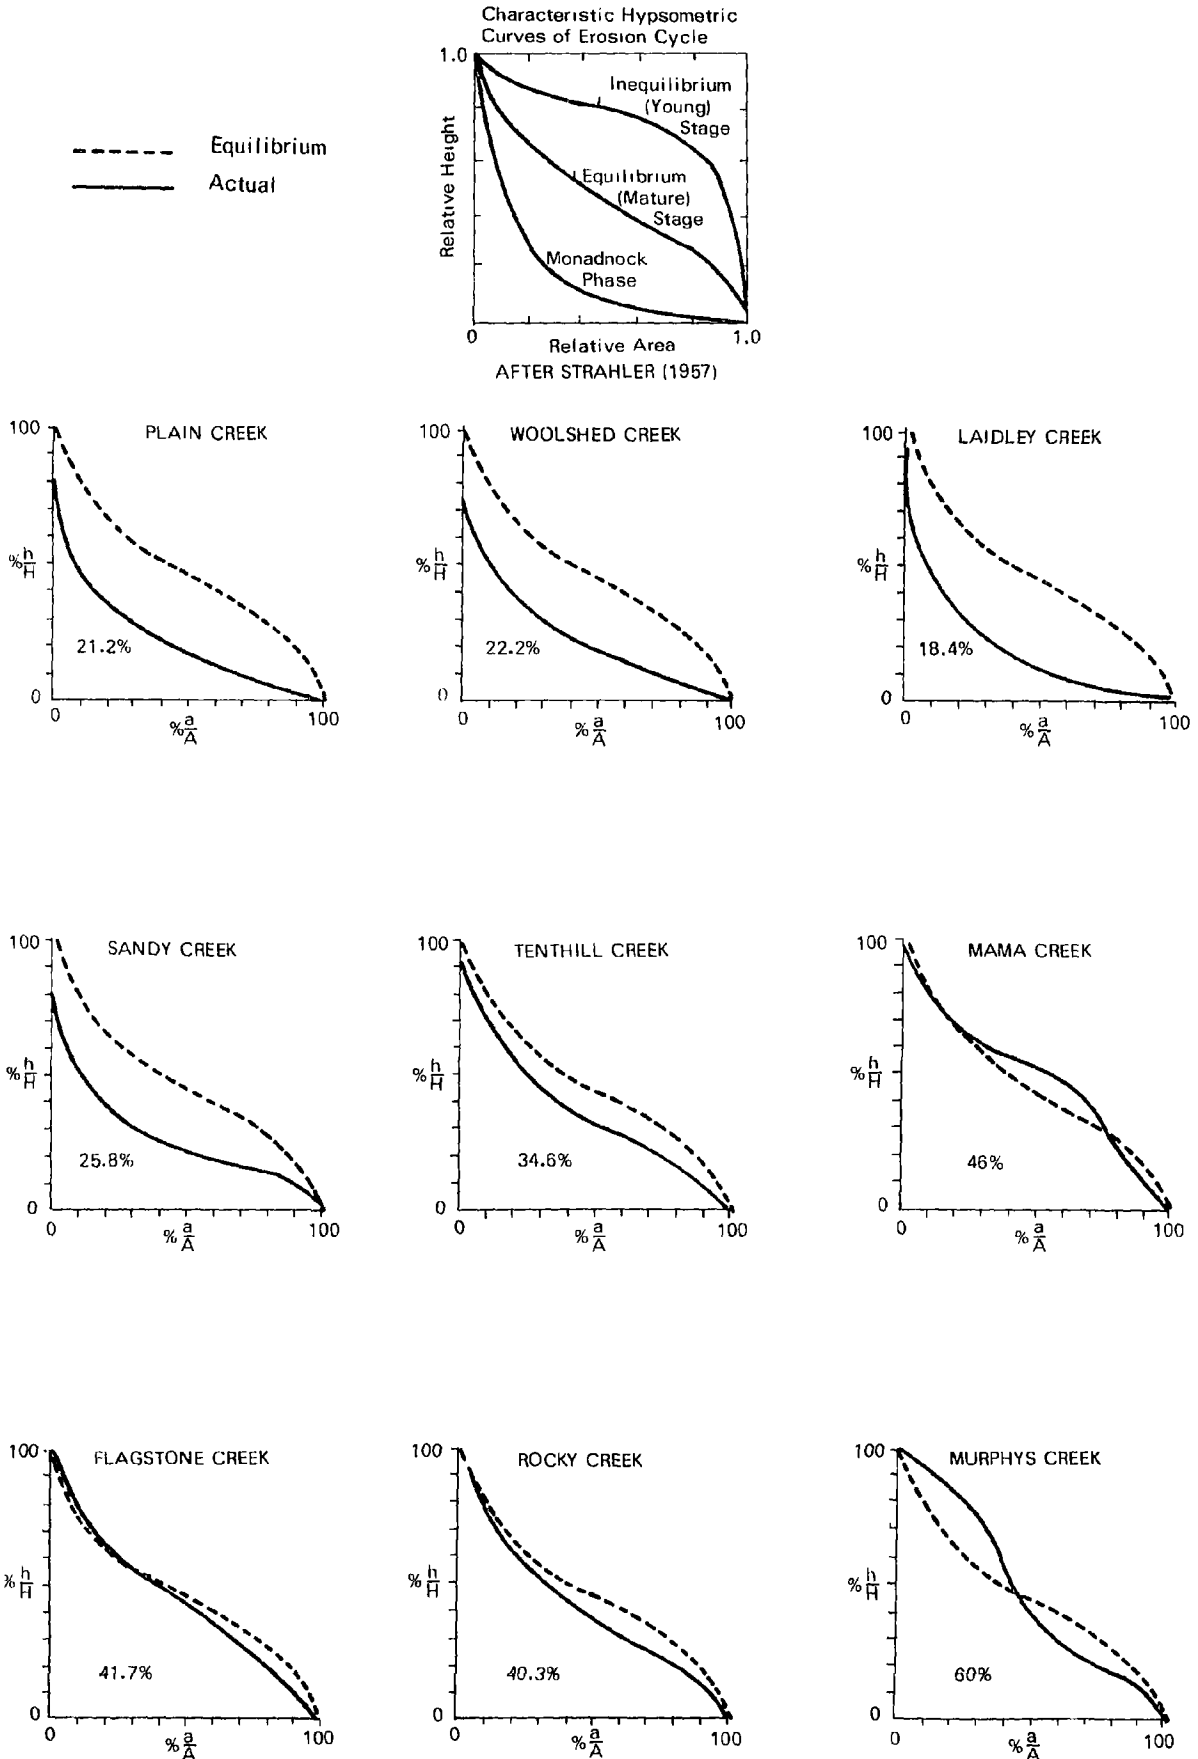 Characteristic Hypsometric
Curves of Erosion Cycle
1.0
Relative Height
Inequilibrium
(Young)
Stage
Equilibrium
(Mature)
Stage
Monadnock
Phase
0
1.0
Relative Area
AFTER STRAHLER (1957)
Equilibrium
Actual
PLAIN CREEK
100
% h/H
21.2%
0
0
100
% a/A
WOOLSHED CREEK
100
% h/H
22.2%
0
0
100
% a/A
LAIDLEY CREEK
100
% h/H
18.4%
0
0
100
% a/A
SANDY CREEK
100
% h/H
25.8%
0
0
100
% a/A
TENTHILL CREEK
100
% h/H
34.6%
0
0
100
% a/A
MAMA CREEK
100
% h/H
46%
0
0
100
% a/A
FLAGSTONE CREEK
100
% h/H
41.7%
0
0
100
% a/A
ROCKY CREEK
100
% h/H
40.3%
0
0
100
% a/A
MURPHYS CREEK
100
% h/H
60%
0
0
100
% a/A